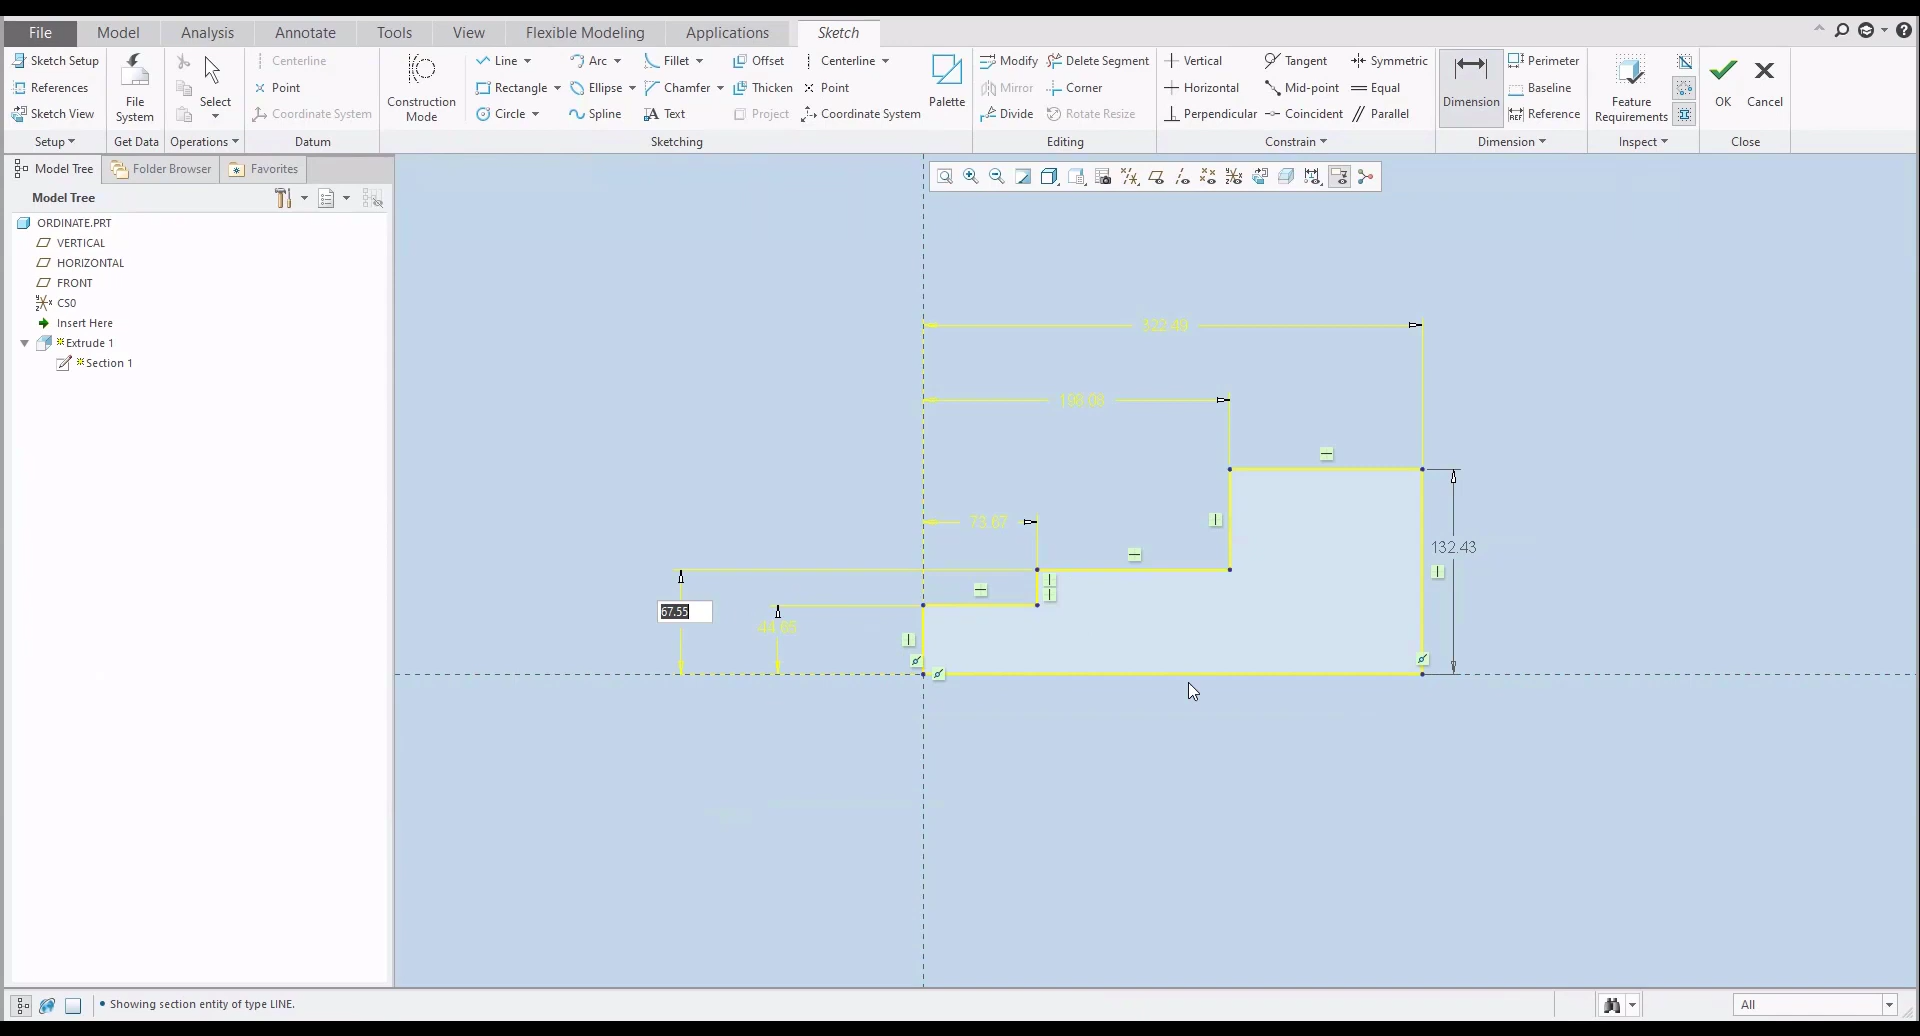 File Model Analysis Annotate Tools View Flexible Modeling Applications Sketch
Sketch Setup
References
Sketch View
Setup
File System
Get Data
Select
Operations
Centerline
Point
Coordinate System
Datum
Construction Mode
Line Arc Fillet Offset Centerline
Rectangle Ellipse Chamfer Thicken Point
Circle Spline Text Project Coordinate System
Palette
Sketching
Modify Delete Segment
Mirror Corner
Divide Rotate Resize
Editing
Vertical Tangent Symmetric
Horizontal Mid-point Equal
Perpendicular Coincident Parallel
Constrain
Dimension
Perimeter
Baseline
Reference
Dimension
Feature Requirements
Inspect
OK Cancel
Close
Model Tree Folder Browser Favorites
Model Tree
ORDINATE.PRT
VERTICAL
HORIZONTAL
FRONT
CS0
Insert Here
Extrude 1
Section 1
73.67
132.43
67.55
Showing section entity of type LINE.
All